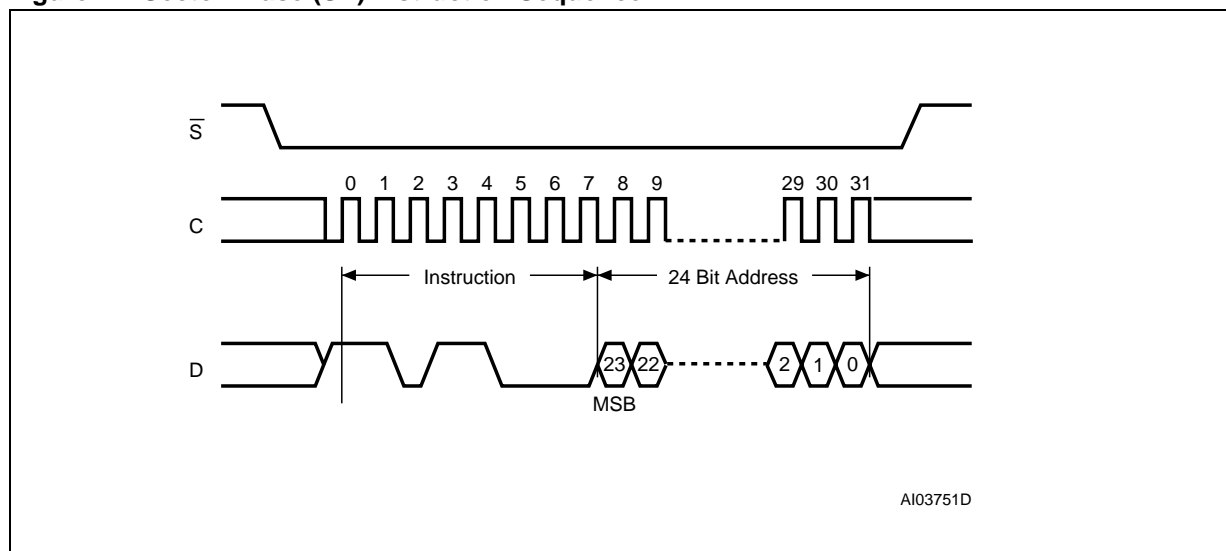 S̅
0 1 2 3 4 5 6 7 8 9 29 30 31
C
Instruction 24 Bit Address
D
23 22 2 1 0
MSB
AI03751D